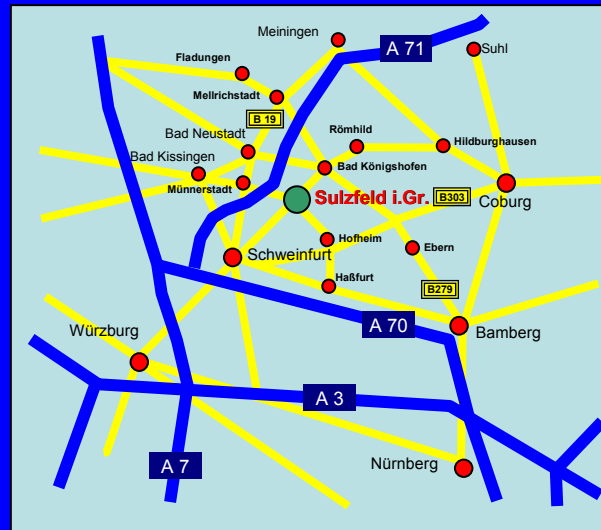 Meiningen
A 71
Suhl
Fladungen
Mellrichstadt
B 19
Bad Neustadt
Römhild
Hildburghausen
Bad Kissingen
Bad Königshofen
Münnerstadt
Sulzfeld i.Gr.
B303
Coburg
Hofheim
Ebern
Schweinfurt
Haßfurt
B279
A 70
Würzburg
Bamberg
A 3
A 7
Nürnberg